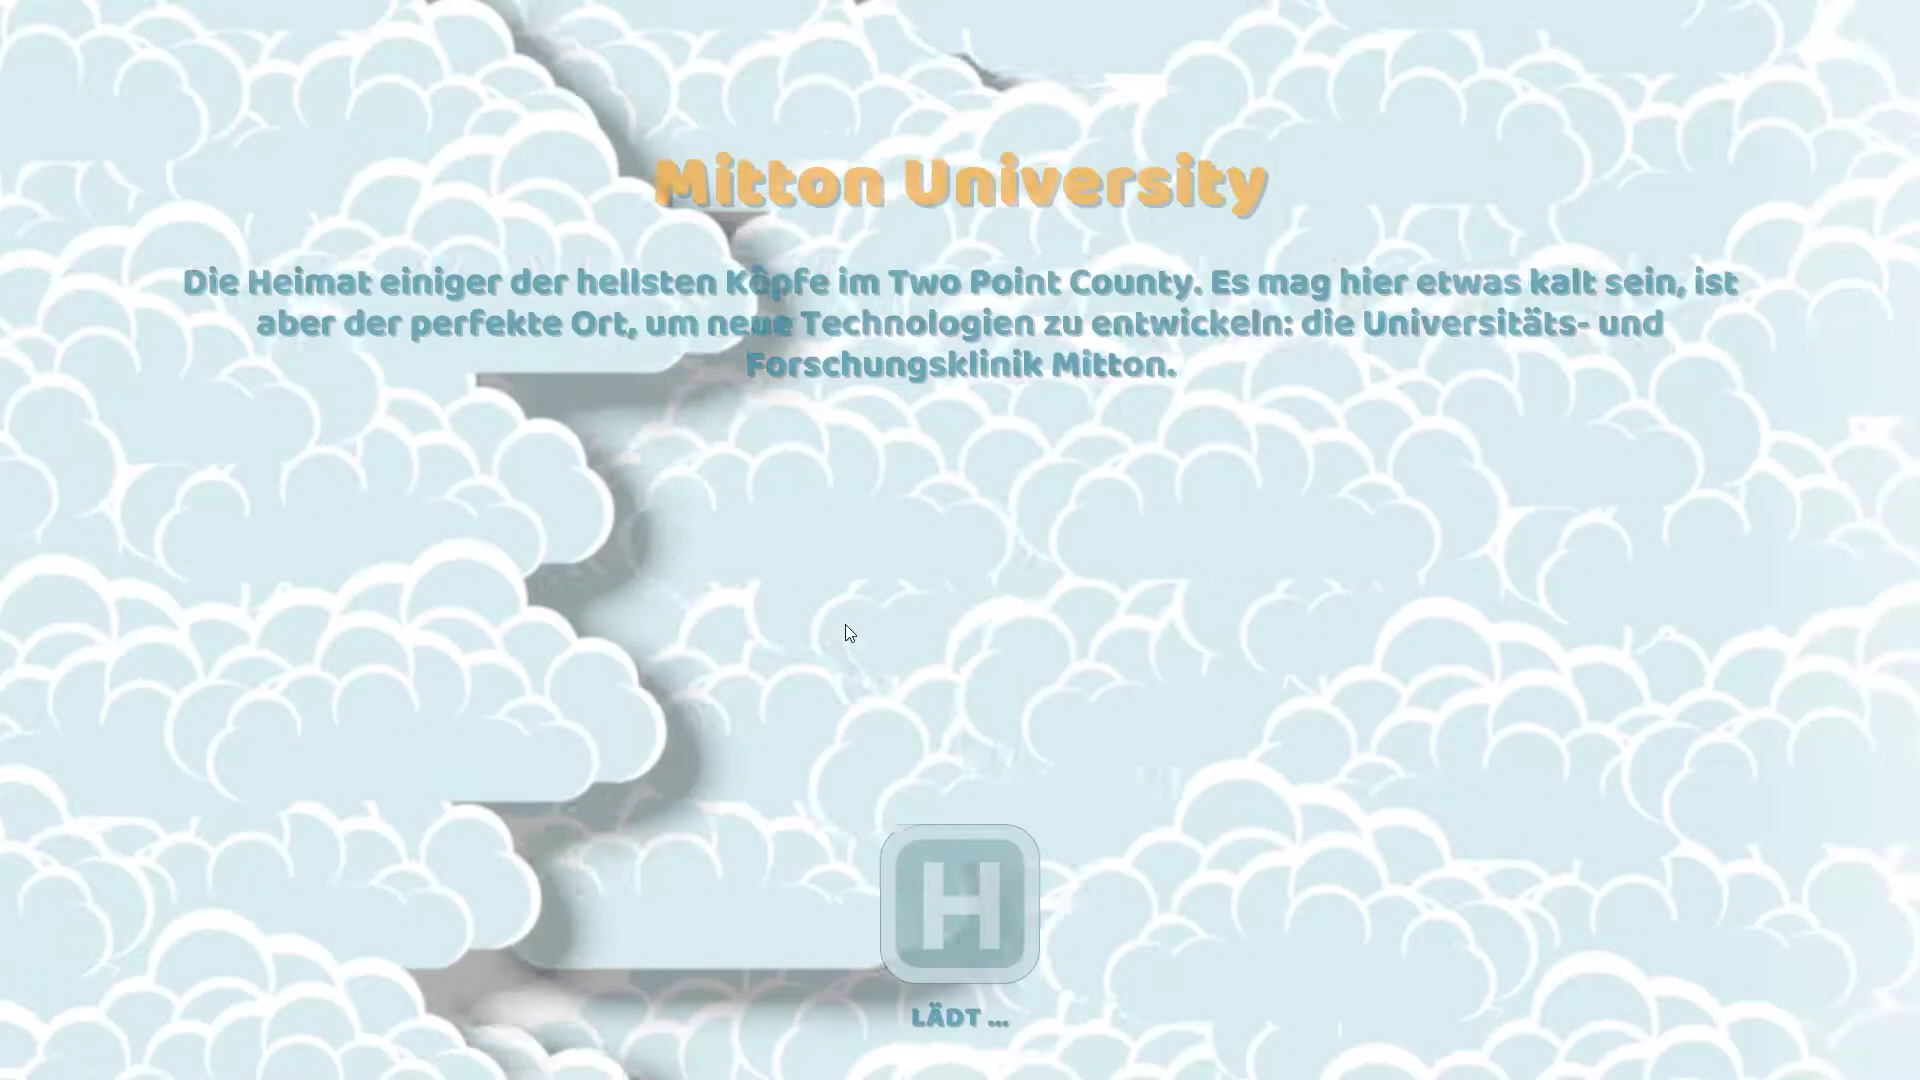 Mitton University
Die Heimat einiger der hellsten Köpfe im Two Point County. Es mag hier etwas kalt sein, ist
aber der perfekte Ort, um neue Technologien zu entwickeln: die Universitäts- und
Forschungsklinik Mitton.
H
LÄDT ...